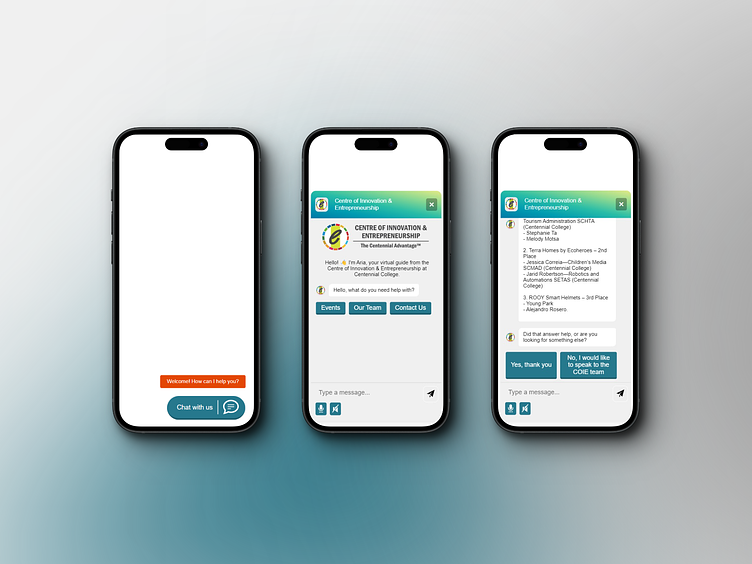 Welcome! How can I help you?
Chat with us
Centre of Innovation &
Entrepreneurship
CENTRE OF INNOVATION &
ENTREPRENEURSHIP
The Centennial Advantage™
Hello! 👋 I'm Aria, your virtual guide from the
Centre of Innovation & Entrepreneurship at
Centennial College.
Hello, what do you need help with?
Events
Our Team
Contact Us
Type a message...
Centre of Innovation &
Entrepreneurship
Tourism Administration SCHTA
(Centennial College)
- Stephanie Ta
- Melody Motsa
2. Terra Homes by Ecoheroes – 2nd
Place
- Jessica Correia—Children's Media
SCMAD (Centennial College)
- Jarid Robertson—Robotics and
Automations SETAS (Centennial
College)
3. ROOY Smart Helmets – 3rd Place
- Young Park
- Alejandro Rosero
Did that answer help, or are you
looking for something else?
Yes, thank you
No, I would like
to speak to the
COIE team
Type a message...